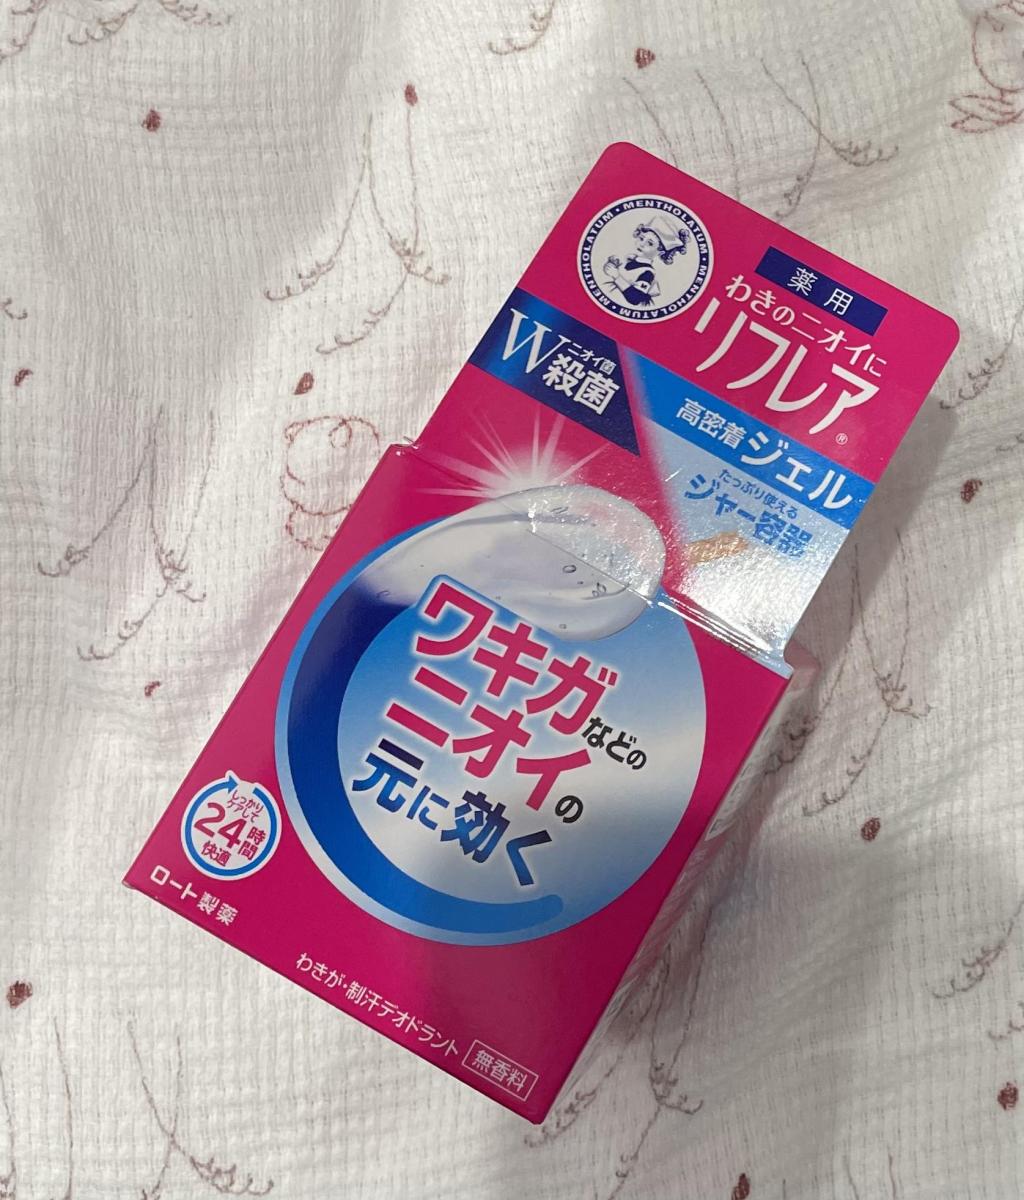 MENTHOLATUM・MENTHOLATUM・MENTHOLATUM・
薬用
わきのニオイに
リフレア®
W ニオイ菌 殺菌
高密着ジェル
たっぷり使える
ジャー容器
ワキガなどの
ニオイの
元に効く
しっかり
ケアして
24時間
快適
ロート製薬
わきが・制汗デオドラント 無香料